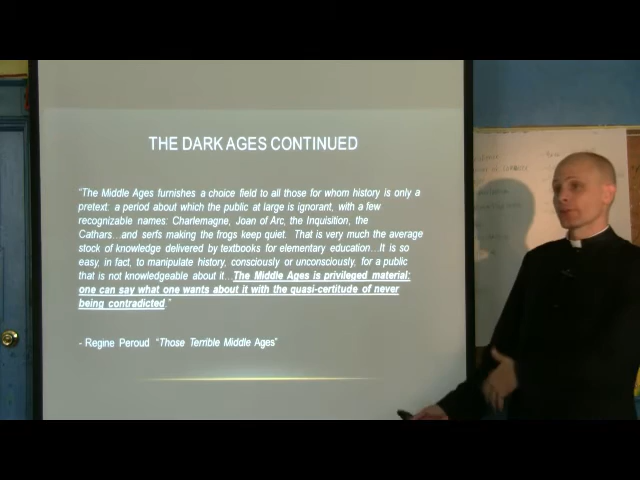 THE DARK AGES CONTINUED
“The Middle Ages furnishes a choice field to all those for whom history is only a
pretext: a period about which the public at large is ignorant, with a few
recognizable names: Charlemagne, Joan of Arc, the Inquisition, the
Cathars…and serfs making the frogs keep quiet. That is very much the average
stock of knowledge delivered by textbooks for elementary education…It is so
easy, in fact, to manipulate history, consciously or unconsciously, for a public
that is not knowledgeable about it…The Middle Ages is privileged material;
one can say what one wants about it with the quasi-certitude of never
being contradicted.”
- Regine Peroud “Those Terrible Middle Ages”